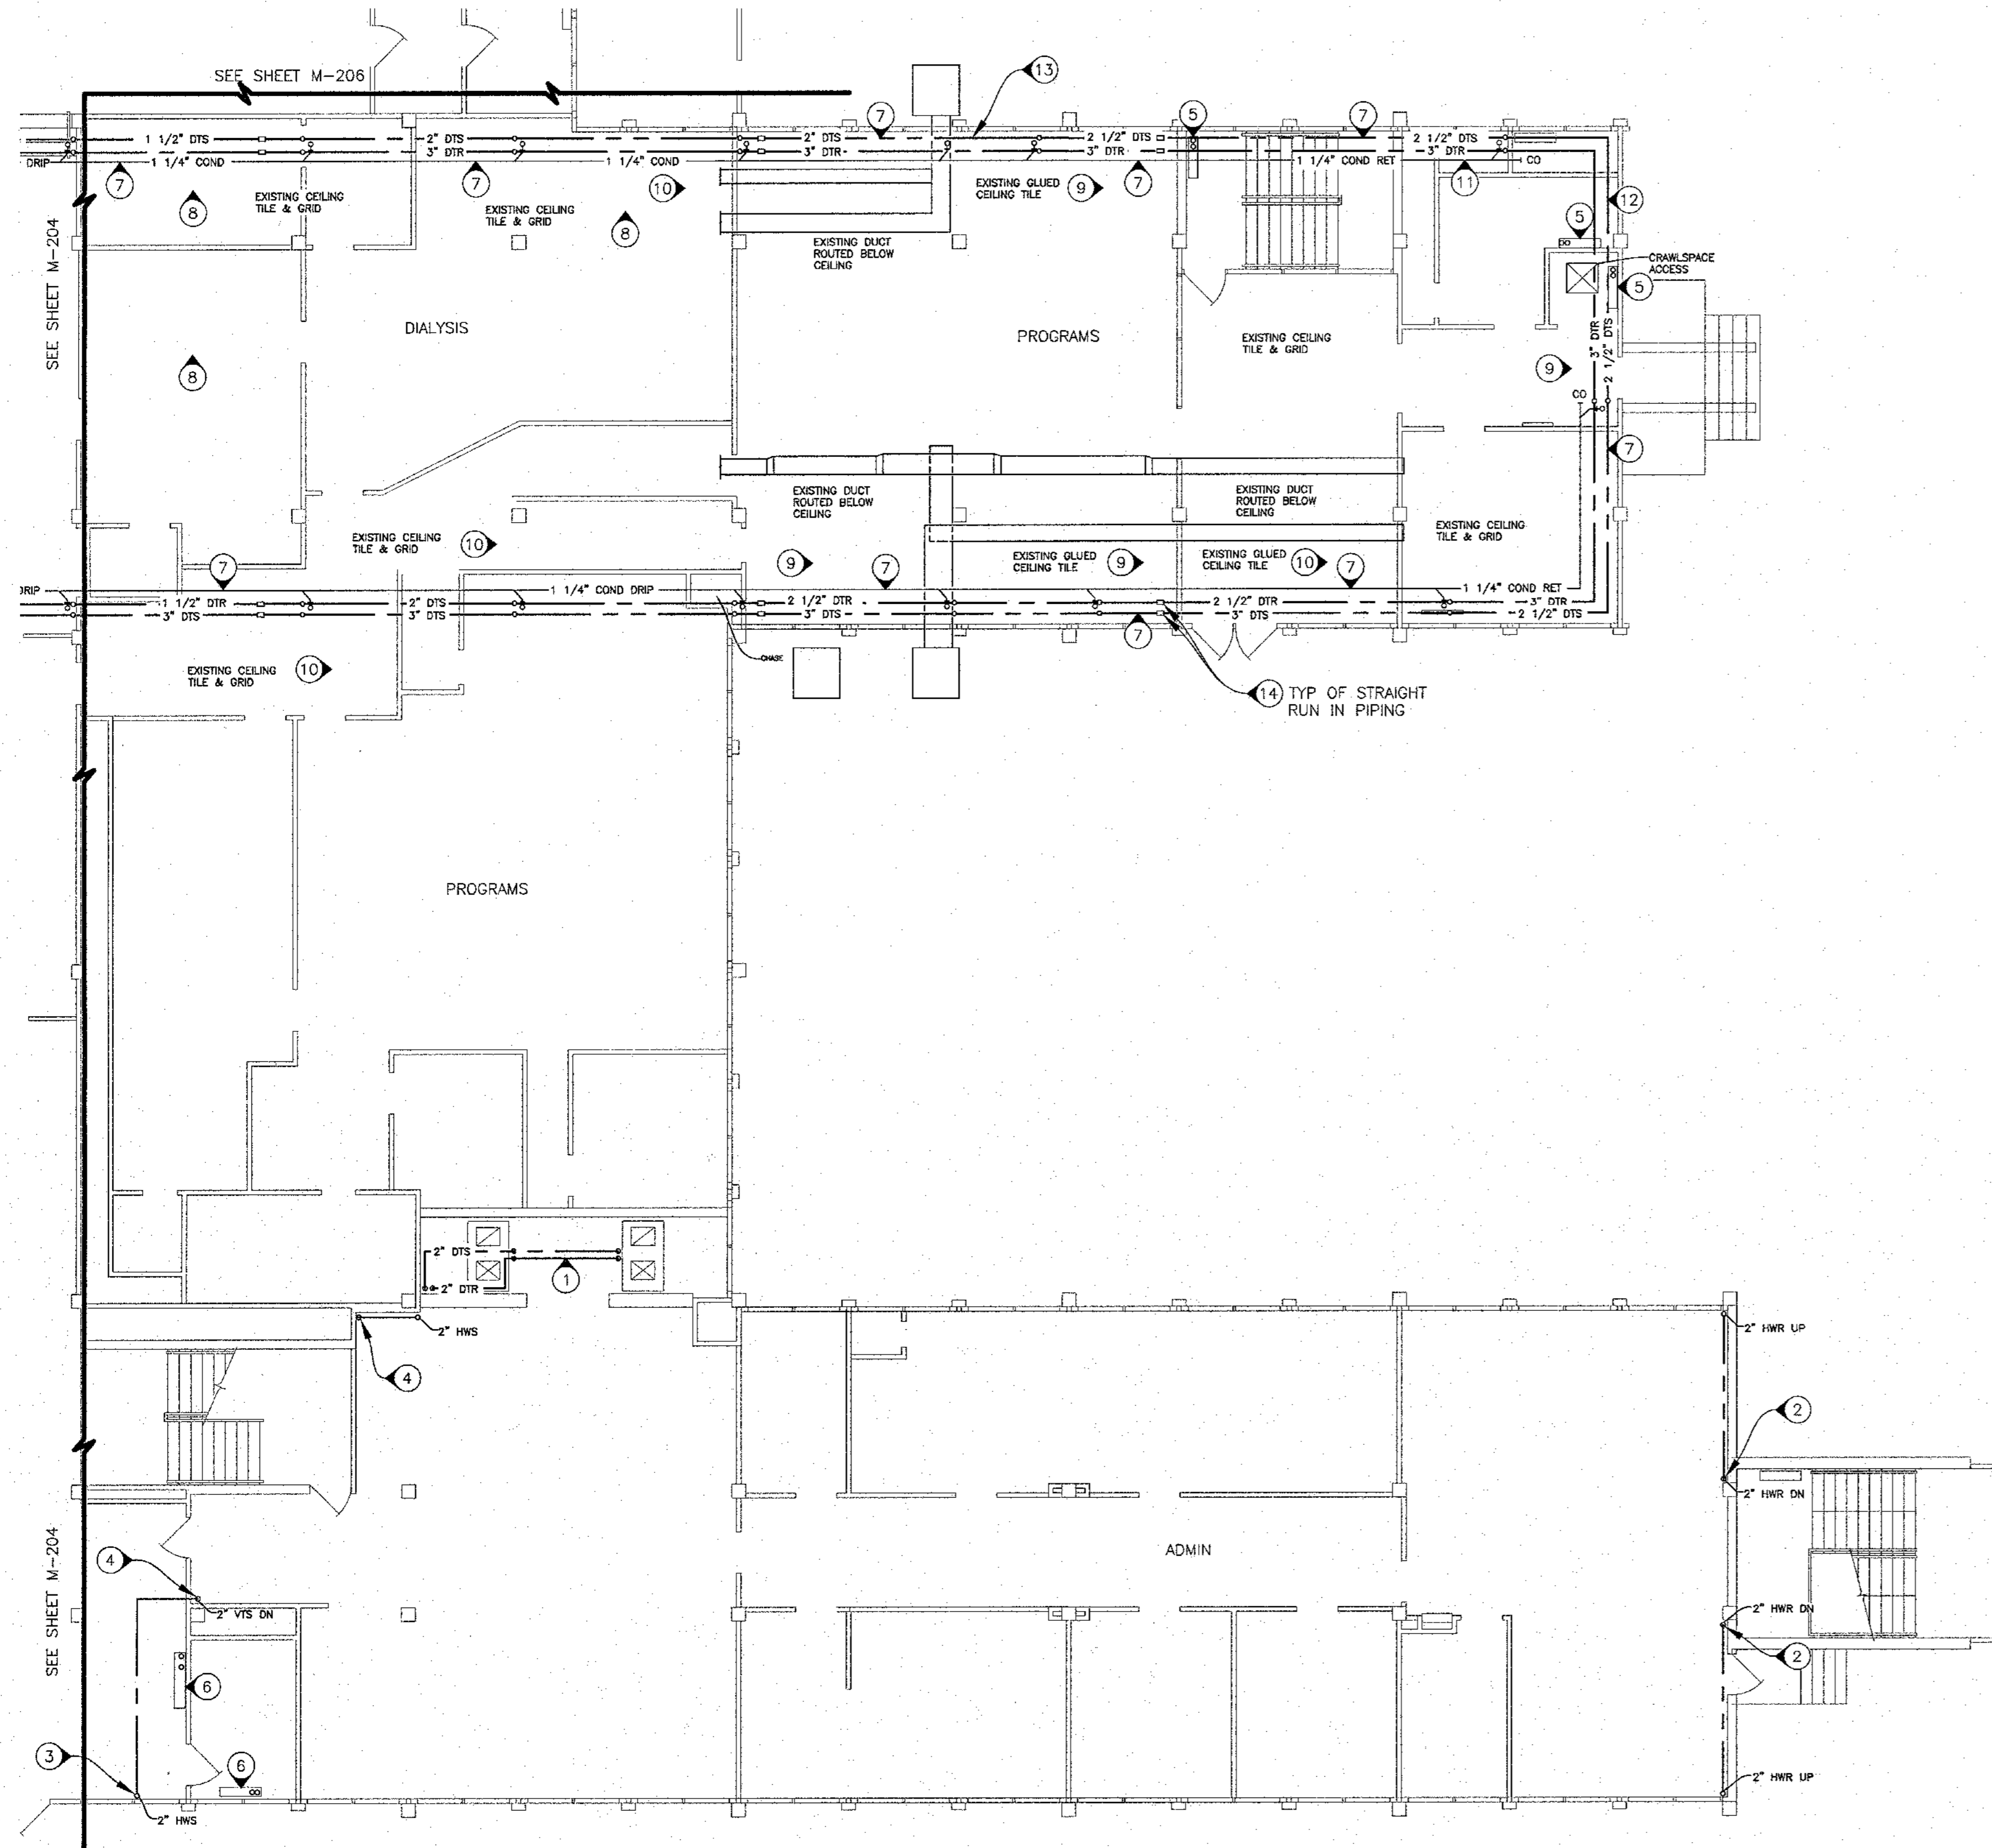 SEE SHEET M-206
13
1 1/2" DTS
2" DTS
2" DTS
7
2 1/2" DTS
5
7
2 1/2" DTS
3" DTR
3" DTR
3" DTR
3" DTR
DRIP
1 1/4" COND
1 1/4" COND
1 1/4" COND RET
CO
7
7
7
11
8
EXISTING CEILING
TILE & GRID
10
EXISTING GLUED
CEILING TILE
9
12
EXISTING CEILING
TILE & GRID
8
5
EXISTING DUCT
ROUTED BELOW
CEILING
CRAWLSPACE
ACCESS
5
SEE SHEET M-204
DIALYSIS
PROGRAMS
EXISTING CEILING
TILE & GRID
3" DTR
2 1/2" DTS
8
9
CO
7
EXISTING DUCT
ROUTED BELOW
CEILING
EXISTING DUCT
ROUTED BELOW
CEILING
EXISTING CEILING
TILE & GRID
EXISTING CEILING
TILE & GRID
10
9
EXISTING GLUED
CEILING TILE
9
EXISTING GLUED
CEILING TILE
10
7
7
7
DRIP
1 1/4" COND DRIP
1 1/4" COND RET
1 1/2" DTR
2" DTS
2 1/2" DTR
2 1/2" DTR
3" DTR
3" DTS
3" DTS
3" DTS
3" DTS
2 1/2" DTS
7
CHASE
EXISTING CEILING
TILE & GRID
10
14
TYP OF STRAIGHT
RUN IN PIPING
PROGRAMS
2" DTS
2" DTR
1
2" HWS
2" HWR UP
4
2
2" HWR DN
SEE SHEET M-204
4
ADMIN
2" VTS DN
2" HWR DN
2
6
3
6
2" HWR UP
2" HWS